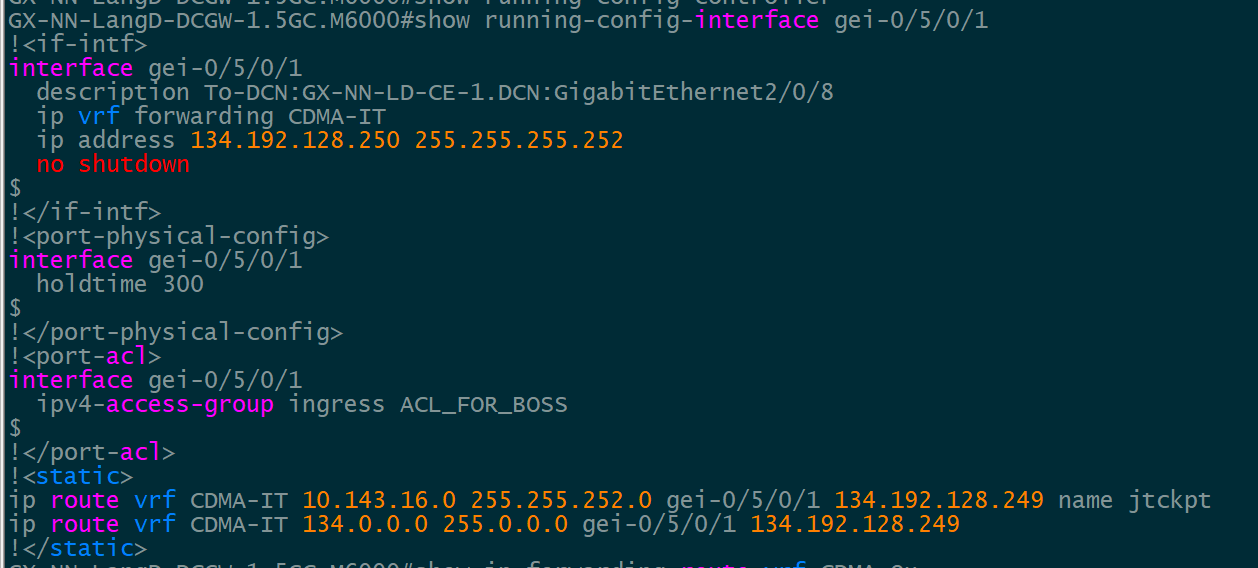 GX-NN-LangD-DCGW-1.5GC.M6000#show running-config-controller
GX-NN-LangD-DCGW-1.5GC.M6000#show running-config-interface gei-0/5/0/1
!<if-intf>
interface gei-0/5/0/1
  description To-DCN:GX-NN-LD-CE-1.DCN:GigabitEthernet2/0/8
  ip vrf forwarding CDMA-IT
  ip address 134.192.128.250 255.255.255.252
  no shutdown
$
!</if-intf>
!<port-physical-config>
interface gei-0/5/0/1
  holdtime 300
$
!</port-physical-config>
!<port-acl>
interface gei-0/5/0/1
  ipv4-access-group ingress ACL_FOR_BOSS
$
!</port-acl>
!<static>
ip route vrf CDMA-IT 10.143.16.0 255.255.252.0 gei-0/5/0/1 134.192.128.249 name jtckpt
ip route vrf CDMA-IT 134.0.0.0 255.0.0.0 gei-0/5/0/1 134.192.128.249
!</static>
GX-NN-LangD-DCGW-1.5GC.M6000#show ip forwarding route vrf